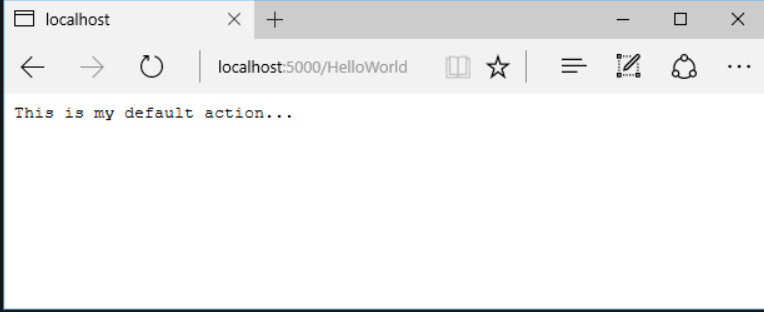 localhost
localhost:5000/HelloWorld
This is my default action...